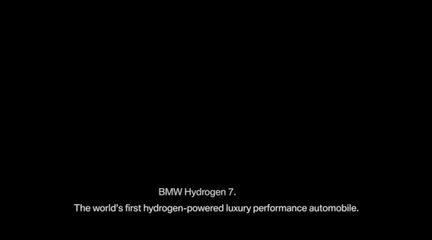 BMW Hydrogen 7.
The world's first hydrogen-powered luxury performance automobile.